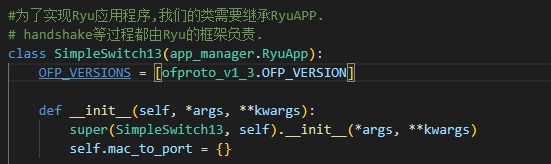 #为了实现Ryu应用程序,我们的类需要继承RyuAPP.
# handshake等过程都由Ryu的框架负责.
class SimpleSwitch13(app_manager.RyuApp):
    OFP_VERSIONS = [ofproto_v1_3.OFP_VERSION]
    def __init__(self, *args, **kwargs):
        super(SimpleSwitch13, self).__init__(*args, **kwargs)
        self.mac_to_port = {}